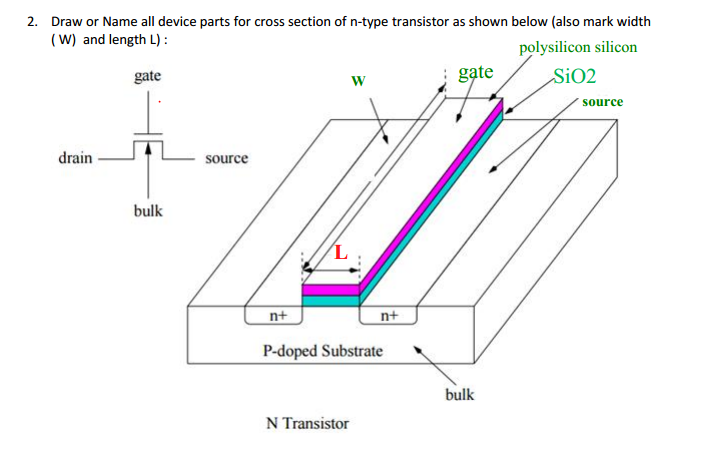 2. Draw or Name all device parts for cross section of n-type transistor as shown below (also mark width
( W) and length L) :
polysilicon silicon
gate
W
gate
SiO2
source
drain
source
bulk
L
n+
n+
P-doped Substrate
bulk
N Transistor